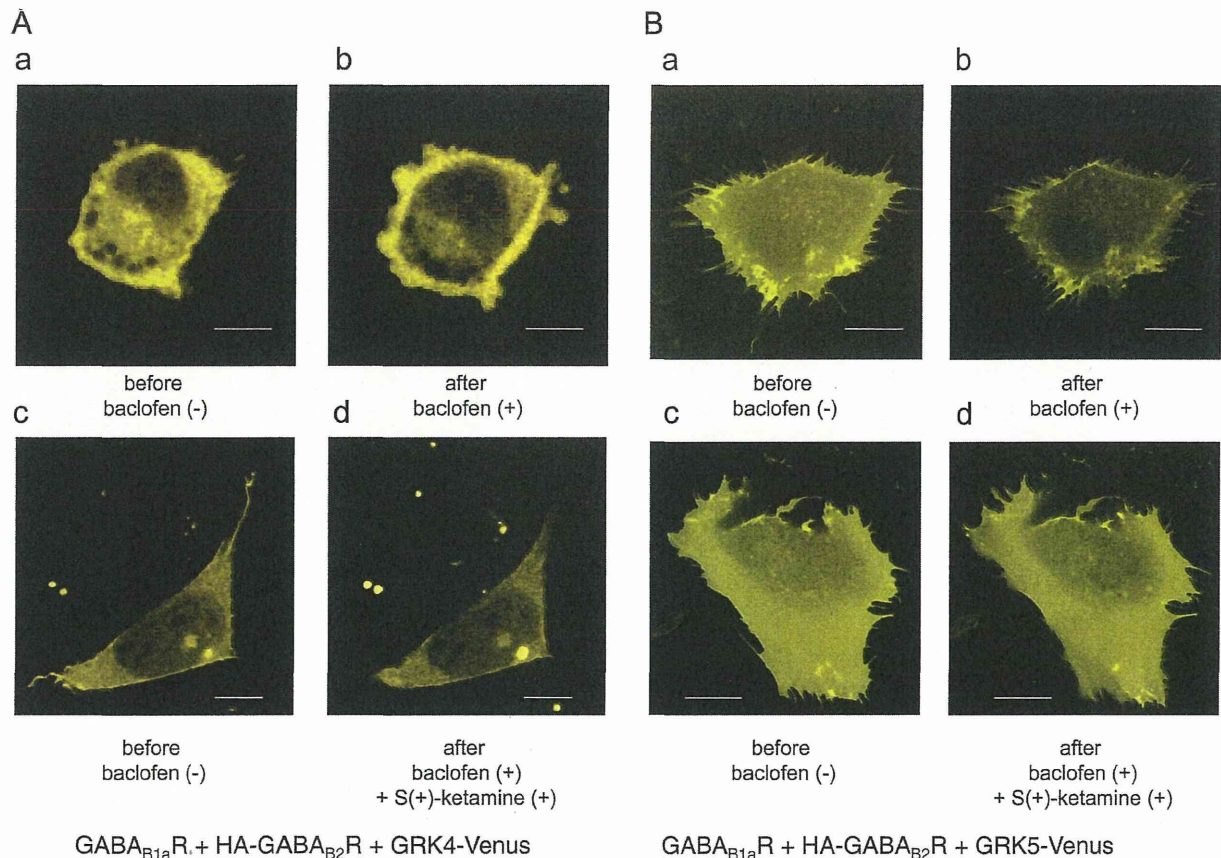 A
B
a
b
a
b
before
baclofen (-)
after
baclofen (+)
before
baclofen (-)
after
baclofen (+)
c
d
c
d
before
baclofen (-)
after
baclofen (+)
+ S(+)-ketamine (+)
before
baclofen (-)
after
baclofen (+)
+ S(+)-ketamine (+)
GABAB1aR + HA-GABAB2R + GRK4-Venus
GABAB1aR + HA-GABAB2R + GRK5-Venus